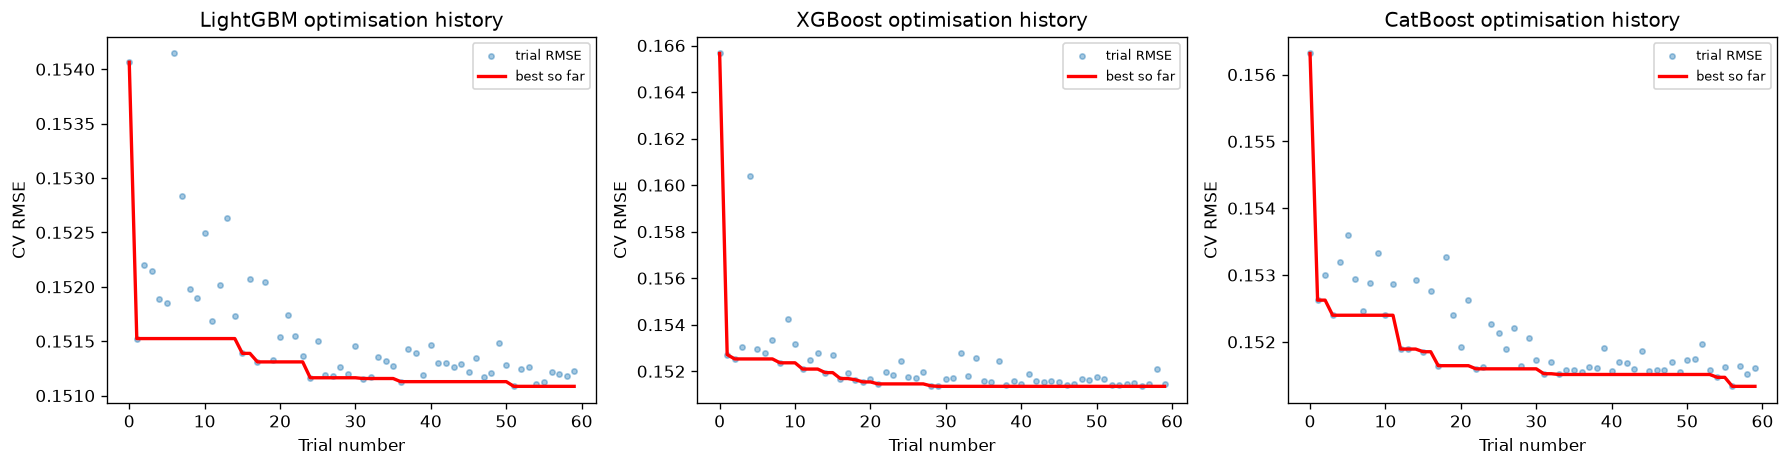 LightGBM optimisation history
0.1540
0.1535
0.1530
0.1525
0.1520
0.1515
0.1510
CV RMSE
trial RMSE
best so far
0 10 20 30 40 50 60
Trial number
XGBoost optimisation history
0.166
0.164
0.162
0.160
0.158
0.156
0.154
0.152
CV RMSE
trial RMSE
best so far
0 10 20 30 40 50 60
Trial number
CatBoost optimisation history
0.156
0.155
0.154
0.153
0.152
CV RMSE
trial RMSE
best so far
0 10 20 30 40 50 60
Trial number